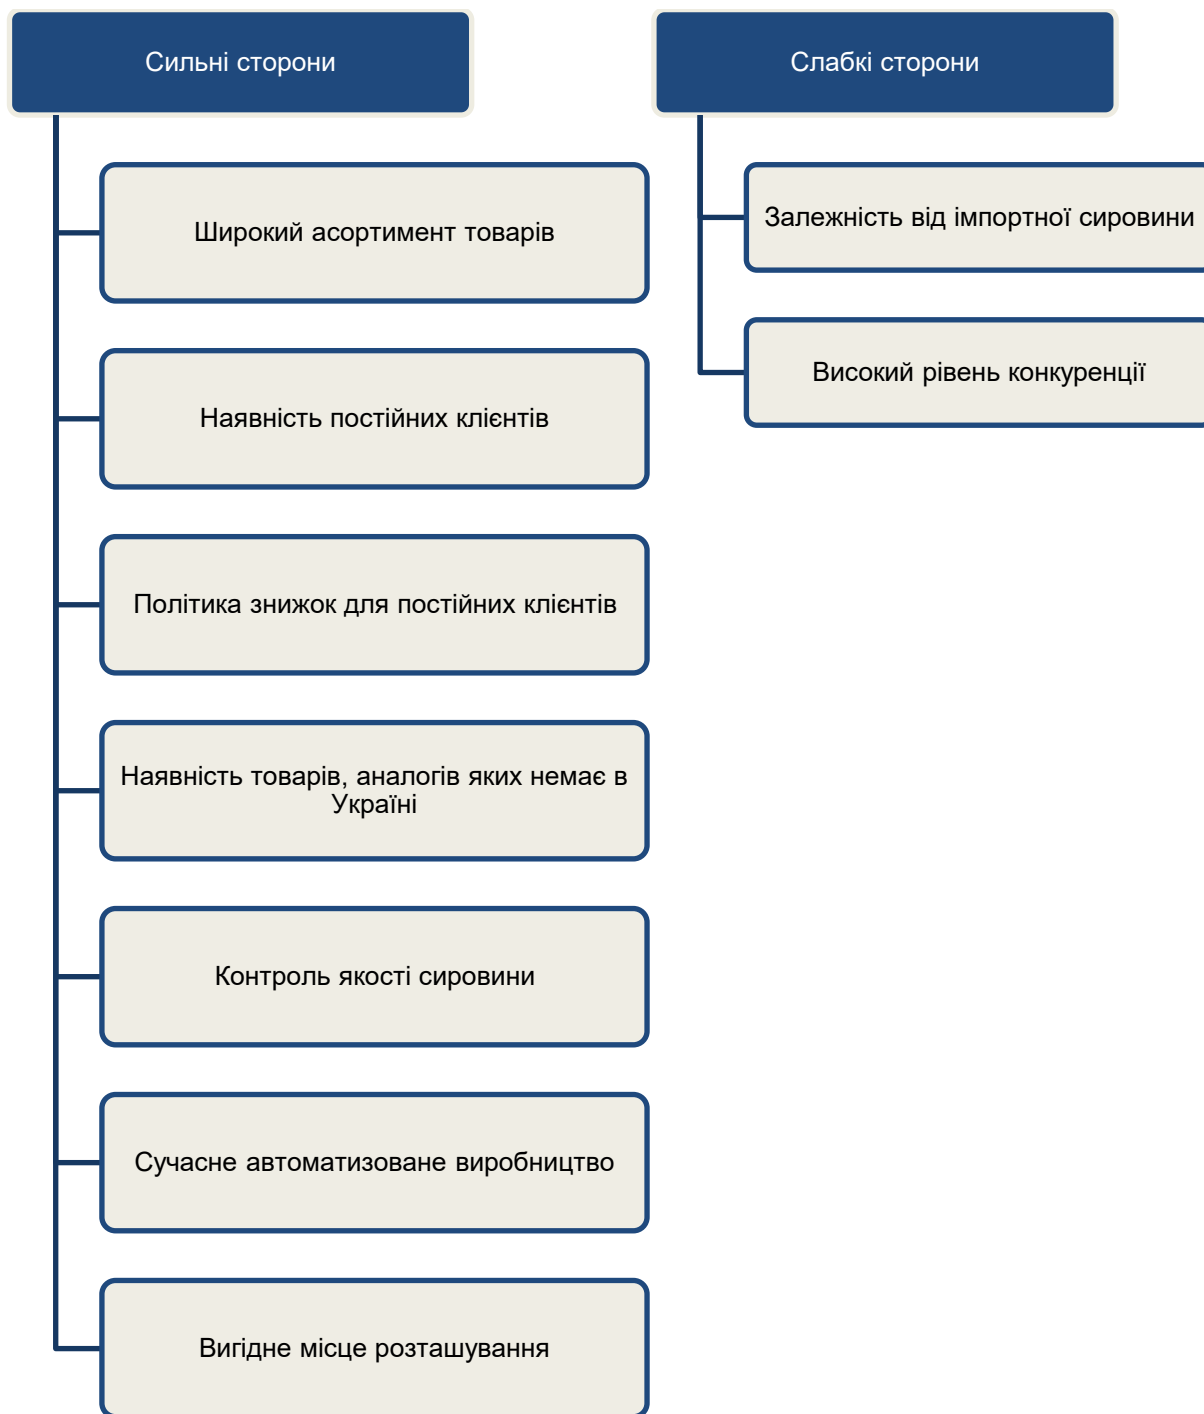 Сильні сторони
Широкий асортимент товарів
Наявність постійних клієнтів
Політика знижок для постійних клієнтів
Наявність товарів, аналогів яких немає в
Україні
Контроль якості сировини
Сучасне автоматизоване виробництво
Вигідне місце розташування
Слабкі сторони
Залежність від імпортної сировини
Високий рівень конкуренції